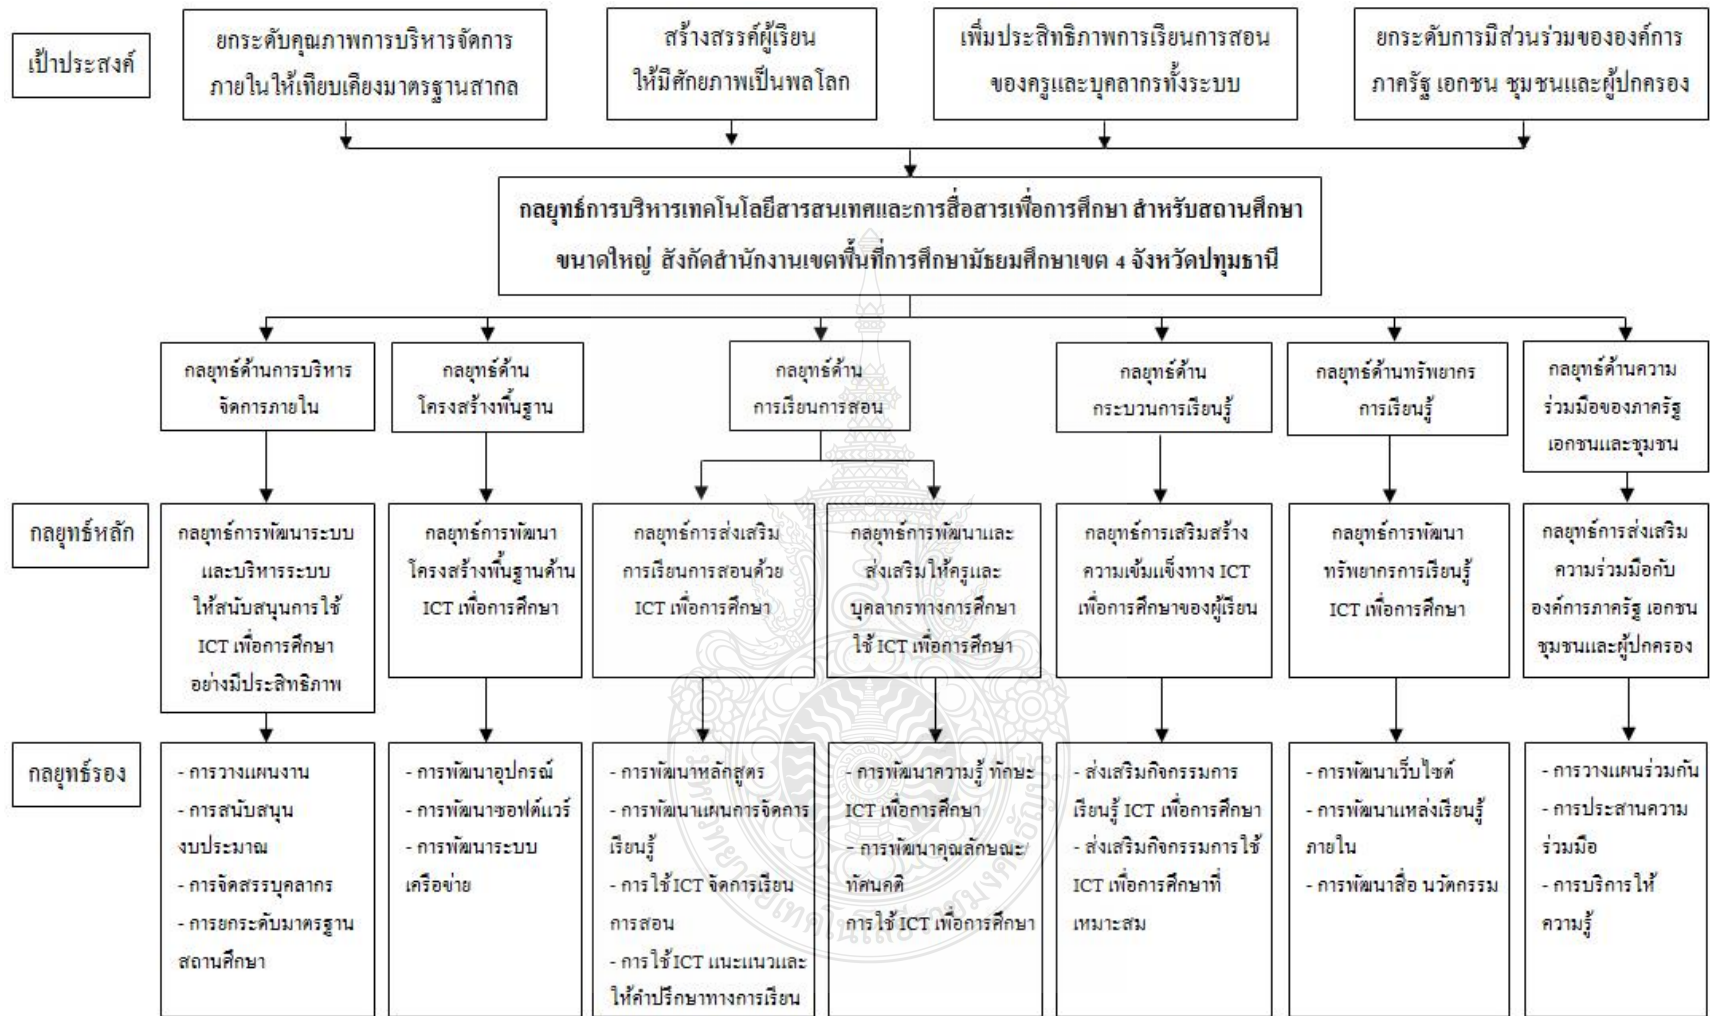 เป้าประสงค์
ยกระดับคุณภาพการบริหารจัดการ
ภายในให้เทียบเคียงมาตรฐานสากล
สร้างสรรค์ผู้เรียน
ให้มีศักยภาพเป็นพลโลก
เพิ่มประสิทธิภาพการเรียนการสอน
ของครูและบุคลากรทั้งระบบ
ยกระดับการมีส่วนร่วมขององค์การ
ภาครัฐ เอกชน ชุมชนและผู้ปกครอง
กลยุทธ์การบริหารเทคโนโลยีสารสนเทศและการสื่อสารเพื่อการศึกษา สำหรับสถานศึกษา
ขนาดใหญ่ สังกัดสำนักงานเขตพื้นที่การศึกษามัธยมศึกษาเขต 4 จังหวัดปทุมธานี
กลยุทธ์ด้านการบริหาร
จัดการภายใน
กลยุทธ์ด้าน
โครงสร้างพื้นฐาน
กลยุทธ์ด้าน
การเรียนการสอน
กลยุทธ์ด้าน
กระบวนการเรียนรู้
กลยุทธ์ด้านทรัพยากร
การเรียนรู้
กลยุทธ์ด้านความ
ร่วมมือของภาครัฐ
เอกชนและชุมชน
กลยุทธ์หลัก
กลยุทธ์การพัฒนาระบบ
และบริหารระบบ
ให้สนับสนุนการใช้
ICT เพื่อการศึกษา
อย่างมีประสิทธิภาพ
กลยุทธ์การพัฒนา
โครงสร้างพื้นฐานด้าน
ICT เพื่อการศึกษา
กลยุทธ์การส่งเสริม
การเรียนการสอนด้วย
ICT เพื่อการศึกษา
กลยุทธ์การพัฒนาและ
ส่งเสริมให้ครูและ
บุคลากรทางการศึกษา
ใช้ ICT เพื่อการศึกษา
กลยุทธ์การเสริมสร้าง
ความเข้มแข็งทาง ICT
เพื่อการศึกษาของผู้เรียน
กลยุทธ์การพัฒนา
ทรัพยากรการเรียนรู้
ICT เพื่อการศึกษา
กลยุทธ์การส่งเสริม
ความร่วมมือกับ
องค์การภาครัฐ เอกชน
ชุมชนและผู้ปกครอง
กลยุทธ์รอง
- การวางแผนงาน
- การสนับสนุน
งบประมาณ
- การจัดสรรบุคลากร
- การยกระดับมาตรฐาน
สถานศึกษา
- การพัฒนาอุปกรณ์
- การพัฒนาซอฟต์แวร์
- การพัฒนาระบบ
เครือข่าย
- การพัฒนาหลักสูตร
- การพัฒนาแผนการจัดการ
เรียนรู้
- การใช้ ICT จัดการเรียน
การสอน
- การใช้ ICT แนะแนวและ
ให้คำปรึกษาทางการเรียน
- การพัฒนาความรู้ ทักษะ
ICT เพื่อการศึกษา
- การพัฒนาคุณลักษณะ/
ทัศนคติ
การใช้ ICT เพื่อการศึกษา
- ส่งเสริมกิจกรรมการ
เรียนรู้ ICT เพื่อการศึกษา
- ส่งเสริมกิจกรรมการใช้
ICT เพื่อการศึกษาที่
เหมาะสม
- การพัฒนาเว็บไซต์
- การพัฒนาแหล่งเรียนรู้
ภายใน
- การพัฒนาสื่อ นวัตกรรม
- การวางแผนร่วมกัน
- การประสานความ
ร่วมมือ
- การบริการให้
ความรู้
มหาวิทยาลัยเทคโนโลยีราชมงคลธัญบุรี